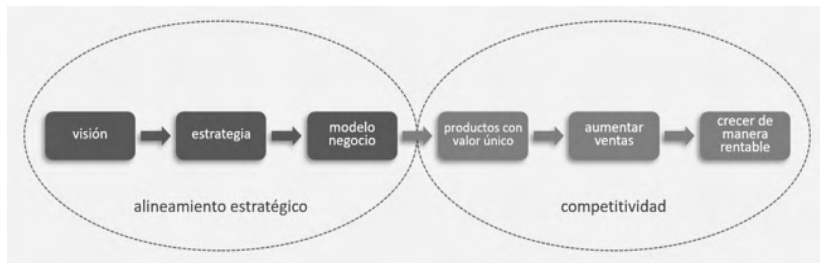 visión
estrategia
modelo
negocio
productos con
valor único
aumentar
ventas
crecer de
manera
rentable
alineamiento estratégico
competitividad